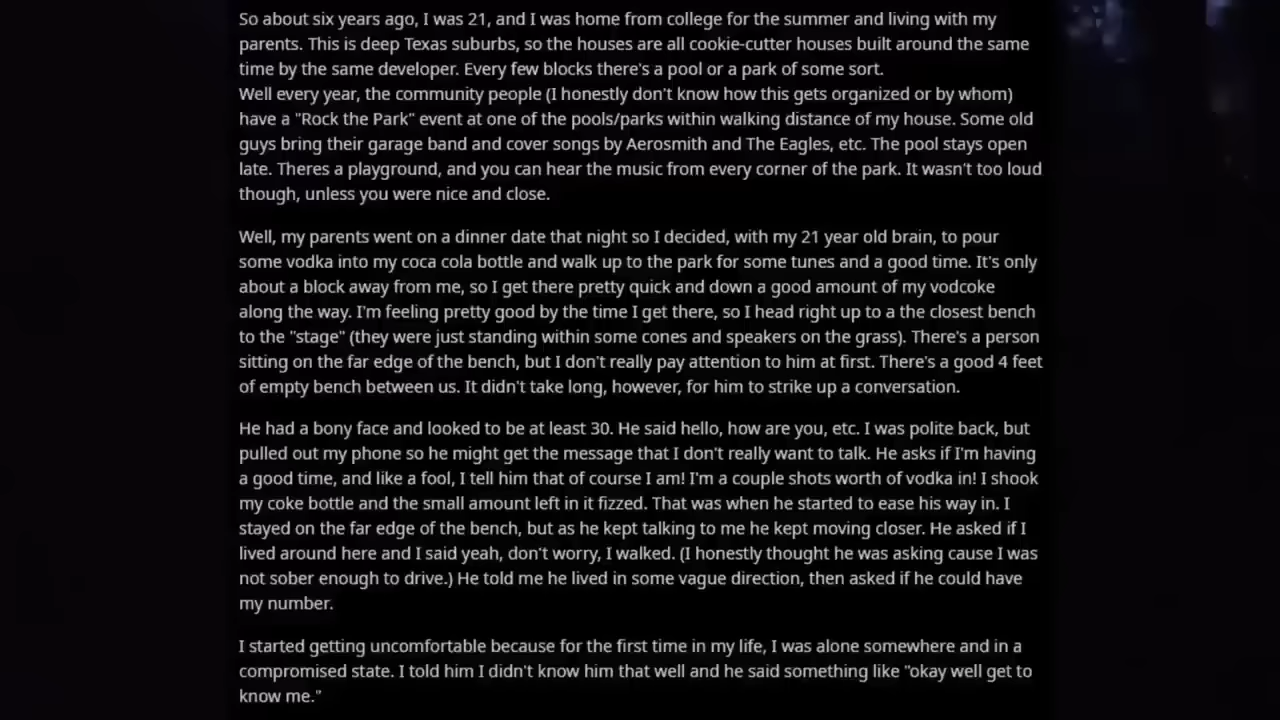 So about six years ago, I was 21, and I was home from college for the summer and living with my
parents. This is deep Texas suburbs, so the houses are all cookie-cutter houses built around the same
time by the same developer. Every few blocks there's a pool or a park of some sort.
Well every year, the community people (I honestly don't know how this gets organized or by whom)
have a "Rock the Park" event at one of the pools/parks within walking distance of my house. Some old
guys bring their garage band and cover songs by Aerosmith and The Eagles, etc. The pool stays open
late. Theres a playground, and you can hear the music from every corner of the park. It wasn't too loud
though, unless you were nice and close.
Well, my parents went on a dinner date that night so I decided, with my 21 year old brain, to pour
some vodka into my coca cola bottle and walk up to the park for some tunes and a good time. It's only
about a block away from me, so I get there pretty quick and down a good amount of my vodcoke
along the way. I'm feeling pretty good by the time I get there, so I head right up to a the closest bench
to the "stage" (they were just standing within some cones and speakers on the grass). There's a person
sitting on the far edge of the bench, but I don't really pay attention to him at first. There's a good 4 feet
of empty bench between us. It didn't take long, however, for him to strike up a conversation.
He had a bony face and looked to be at least 30. He said hello, how are you, etc. I was polite back, but
pulled out my phone so he might get the message that I don't really want to talk. He asks if I'm having
a good time, and like a fool, I tell him that of course I am! I'm a couple shots worth of vodka in! I shook
my coke bottle and the small amount left in it fizzed. That was when he started to ease his way in. I
stayed on the far edge of the bench, but as he kept talking to me he kept moving closer. He asked if I
lived around here and I said yeah, don't worry, I walked. (I honestly thought he was asking cause I was
not sober enough to drive.) He told me he lived in some vague direction, then asked if he could have
my number.
I started getting uncomfortable because for the first time in my life, I was alone somewhere and in a
compromised state. I told him I didn't know him that well and he said something like "okay well get to
know me."